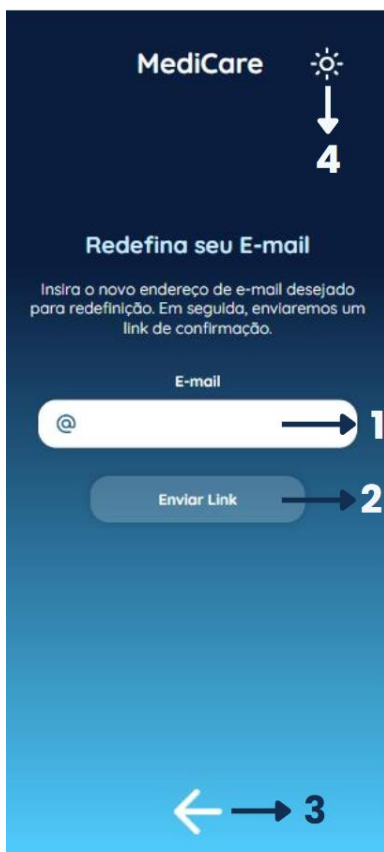 MediCare
4
Redefina seu E-mail
Insira o novo endereço de e-mail desejado
para redefinição. Em seguida, enviaremos um
link de confirmação.
E-mail
@
1
Enviar Link
2
3